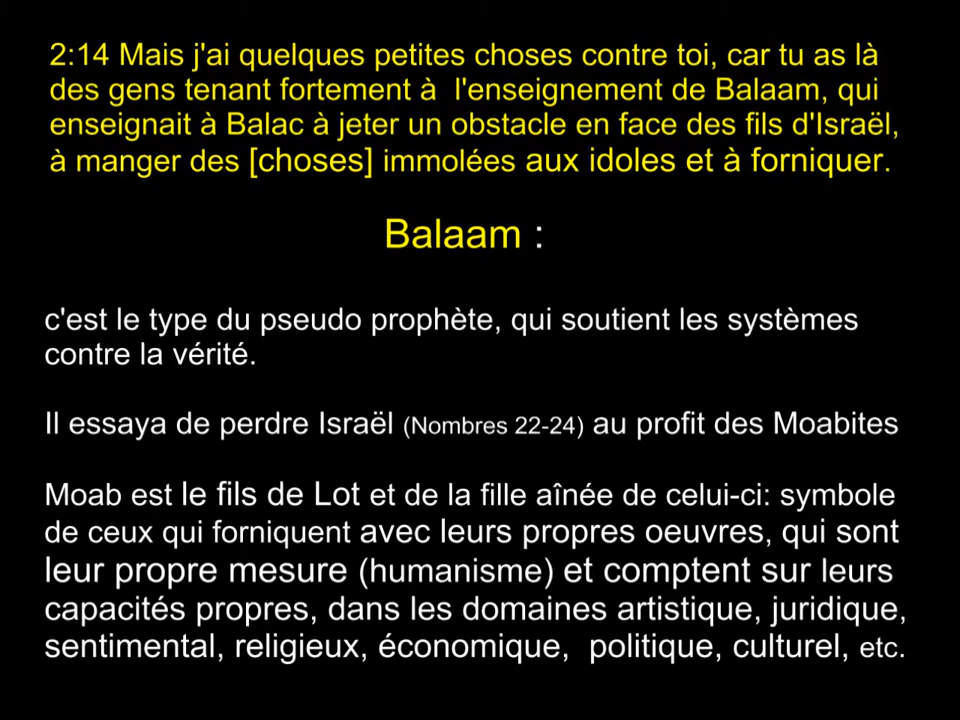 2:14 Mais j'ai quelques petites choses contre toi, car tu as là
des gens tenant fortement à l'enseignement de Balaam, qui
enseignait à Balac à jeter un obstacle en face des fils d'Israël,
à manger des [choses] immolées aux idoles et à forniquer.
Balaam :
c'est le type du pseudo prophète, qui soutient les systèmes
contre la vérité.
Il essaya de perdre Israël (Nombres 22-24) au profit des Moabites
Moab est le fils de Lot et de la fille aînée de celui-ci: symbole
de ceux qui forniquent avec leurs propres oeuvres, qui sont
leur propre mesure (humanisme) et comptent sur leurs
capacités propres, dans les domaines artistique, juridique,
sentimental, religieux, économique, politique, culturel, etc.